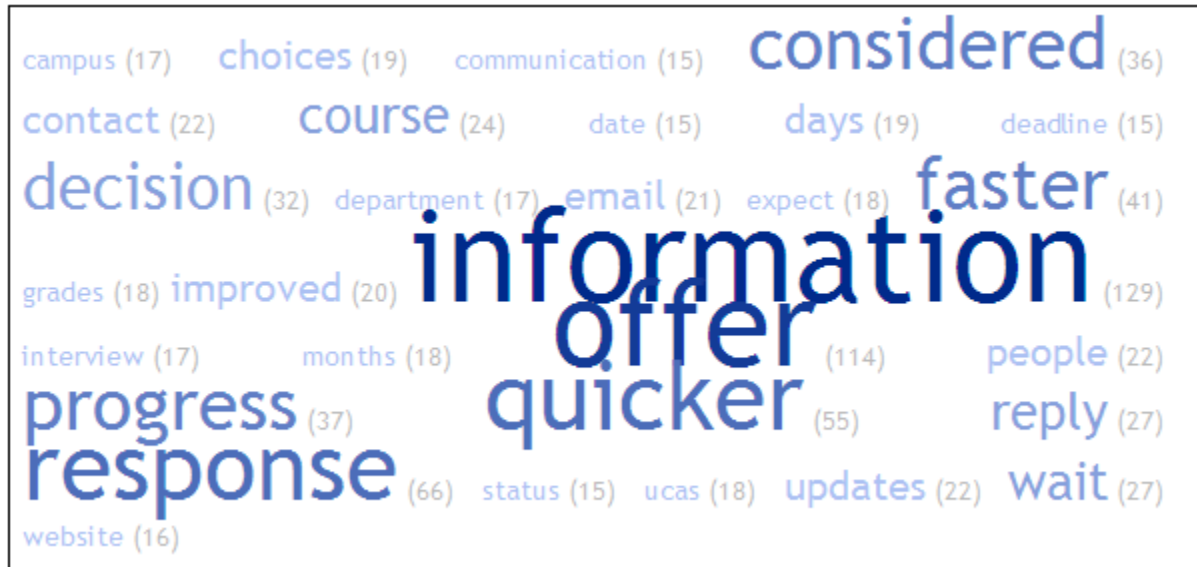 campus (17) choices (19) communication (15) considered (36)
contact (22) course (24) date (15) days (19) deadline (15)
decision (32) department (17) email (21) expect (18) faster (41)
grades (18) improved (20) information (129)
interview (17) months (18) offer (114) people (22)
progress (37) quicker (55) reply (27)
response (66) status (15) ucas (18) updates (22) wait (27)
website (16)